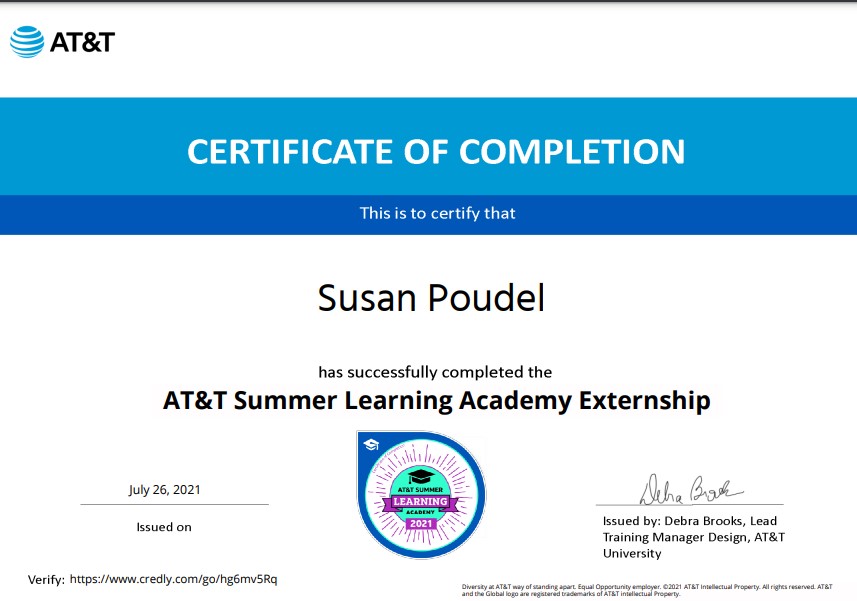 AT&T
CERTIFICATE OF COMPLETION
This is to certify that
Susan Poudel
has successfully completed the
AT&T Summer Learning Academy Externship
AT&T SUMMER
LEARNING
ACADEMY
2021
July 26, 2021
Issued on
Debra Brooks
Issued by: Debra Brooks, Lead
Training Manager Design, AT&T
University
Verify: https://www.credly.com/go/hg6mv5Rq
Diversity at AT&T way of standing apart. Equal Opportunity employer. ©2021 AT&T Intellectual Property. All rights reserved. AT&T
and the Global logo are registered trademarks of AT&T intellectual Property.